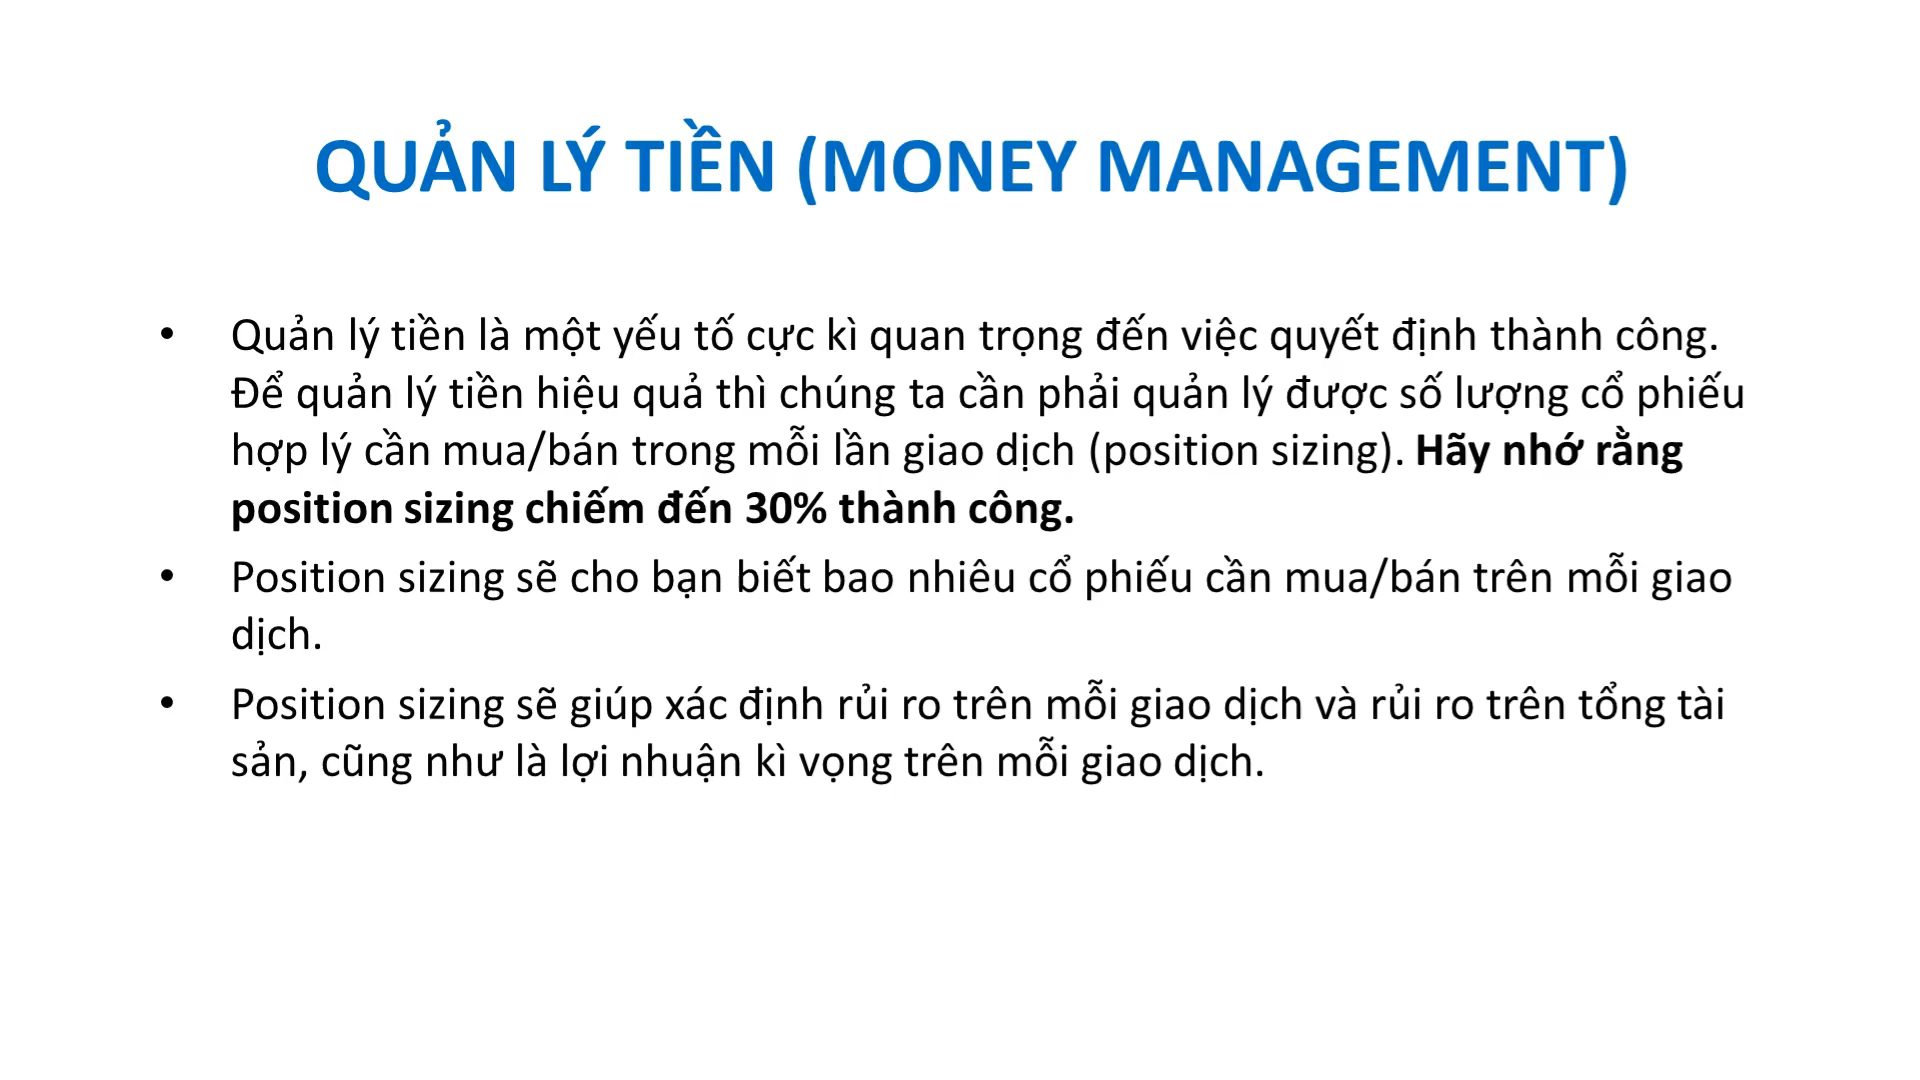 QUẢN LÝ TIỀN (MONEY MANAGEMENT)
• Quản lý tiền là một yếu tố cực kì quan trọng đến việc quyết định thành công.
Để quản lý tiền hiệu quả thì chúng ta cần phải quản lý được số lượng cổ phiếu
hợp lý cần mua/bán trong mỗi lần giao dịch (position sizing). Hãy nhớ rằng
position sizing chiếm đến 30% thành công.
• Position sizing sẽ cho bạn biết bao nhiêu cổ phiếu cần mua/bán trên mỗi giao
dịch.
• Position sizing sẽ giúp xác định rủi ro trên mỗi giao dịch và rủi ro trên tổng tài
sản, cũng như là lợi nhuận kì vọng trên mỗi giao dịch.